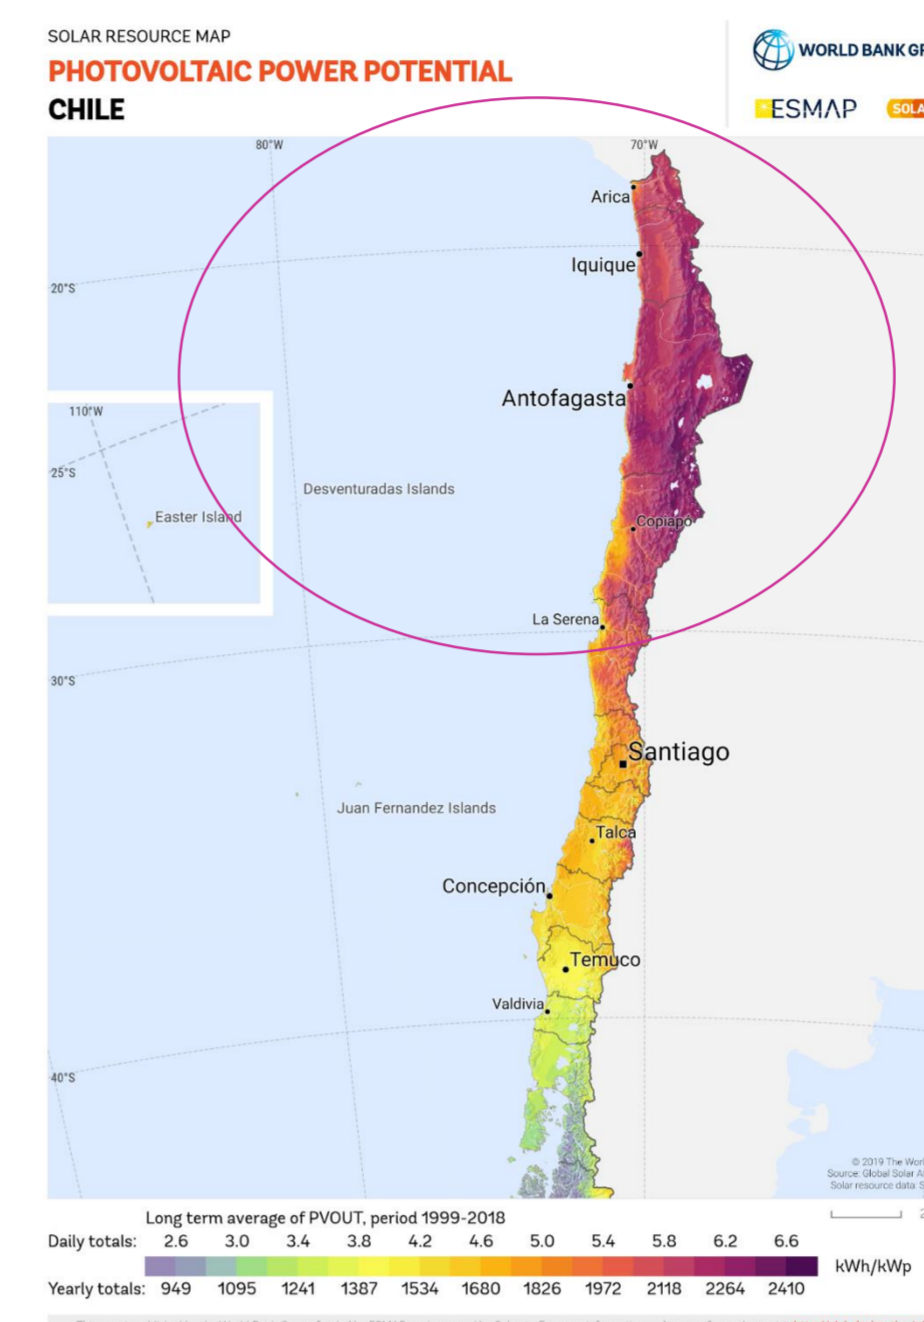 SOLAR RESOURCE MAP
PHOTOVOLTAIC POWER POTENTIAL
CHILE
WORLD BANK GR
ESMAP
SOLA
80°W
70°W
Arica
Iquique
20°S
Antofagasta
110°W
25°S
Desventuradas Islands
Easter Island
Copiapó
La Serena
30°S
Santiago
Juan Fernandez Islands
Talca
Concepción
Temuco
Valdivia
40°S
© 2019 The Worl
Source: Global Solar A
Solar resource data: S
Long term average of PVOUT, period 1999-2018
2
Daily totals: 2.6 3.0 3.4 3.8 4.2 4.6 5.0 5.4 5.8 6.2 6.6
kWh/kWp
Yearly totals: 949 1095 1241 1387 1534 1680 1826 1972 2118 2264 2410